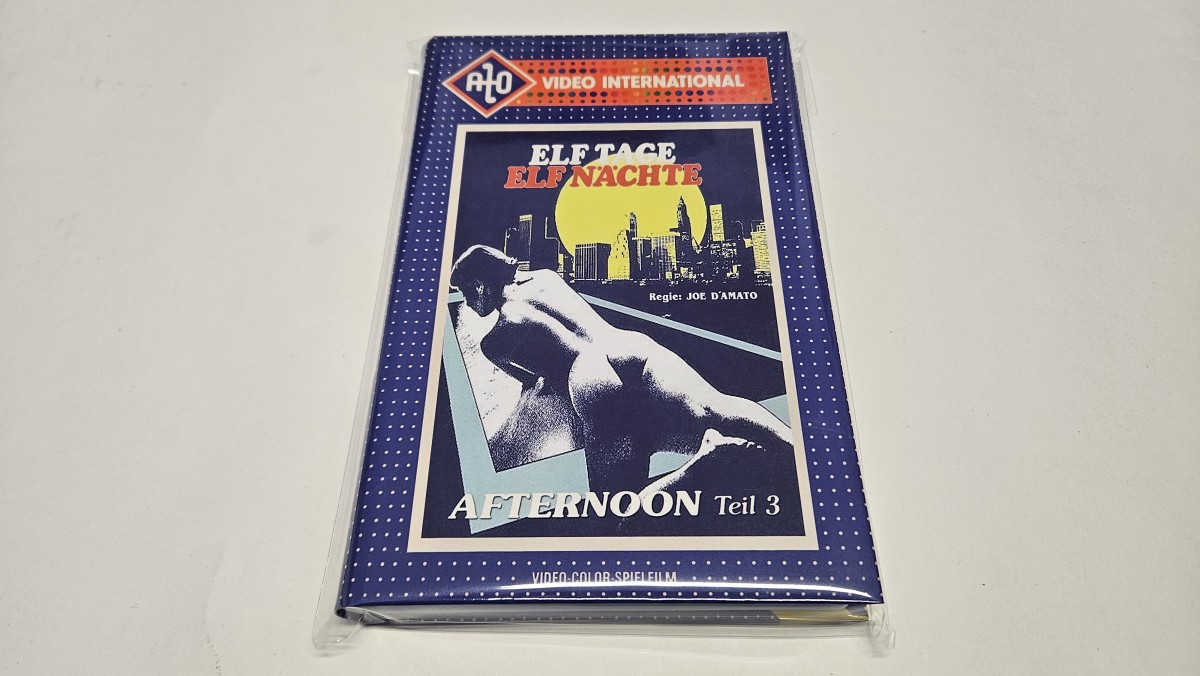 ALO VIDEO INTERNATIONAL
ELF TAGE
ELF NÄCHTE
Regie: JOE D'AMATO
AFTERNOON Teil 3
VIDEO-COLOR-SPIELFILM